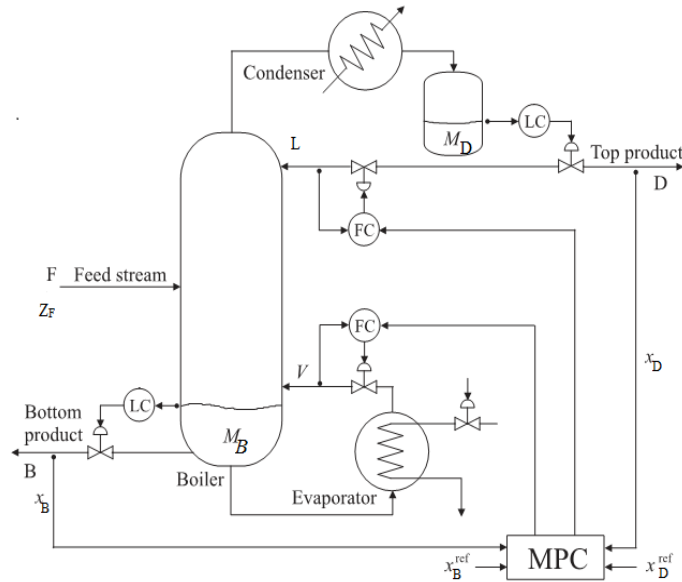 Condenser
M_D
LC
Top product
D
L
FC
F Feed stream
Z_F
FC
V
x_D
LC
Bottom
product
B
x_B
M_B
Boiler
Evaporator
MPC
x_B^ref
x_D^ref